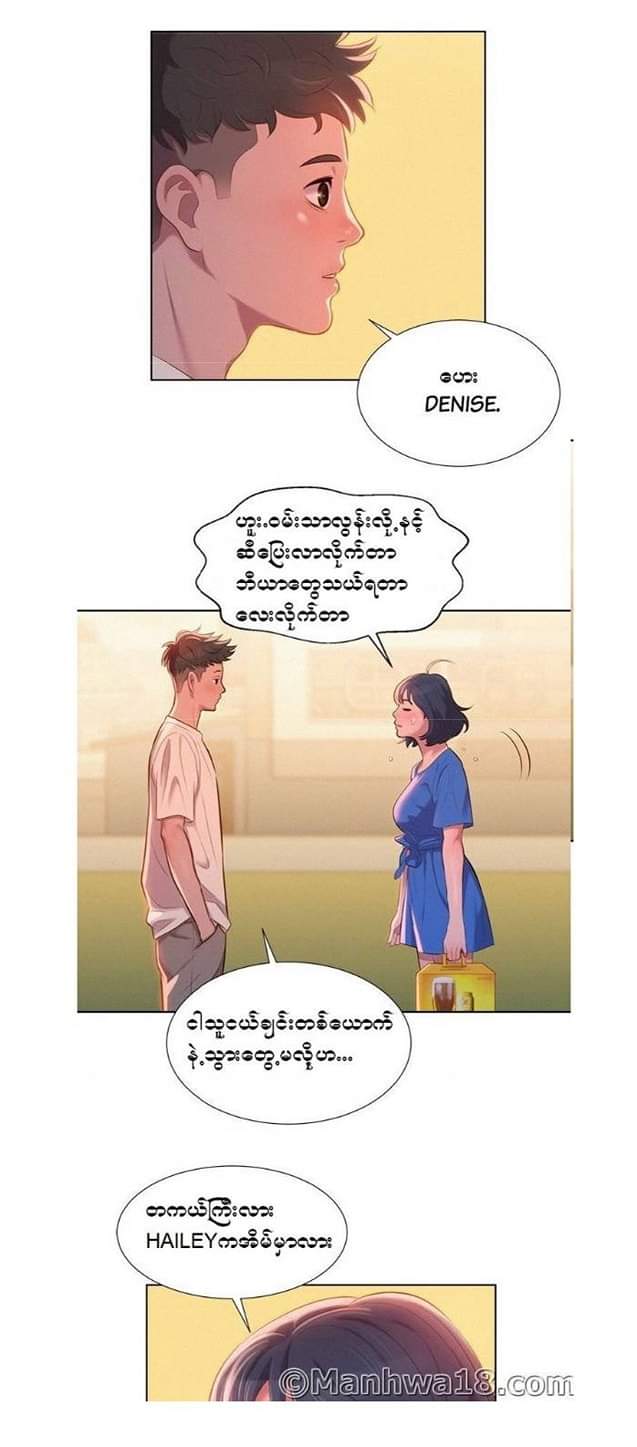 ဟေး
DENISE.
ဟူး.ဝမ်းသာလွန်းလို့နင့်
ဆီပြေးလာလိုက်တာ
ဘီယာတွေသယ်ရတာ
လေးလိုက်တာ
ငါသူငယ်ချင်းတစ်ယောက်
နဲ့သွားတွေ့မလို့ဟ...
တကယ်ကြီးလား
HAILEYကအိမ်မှာလား
©Manhwa18.com